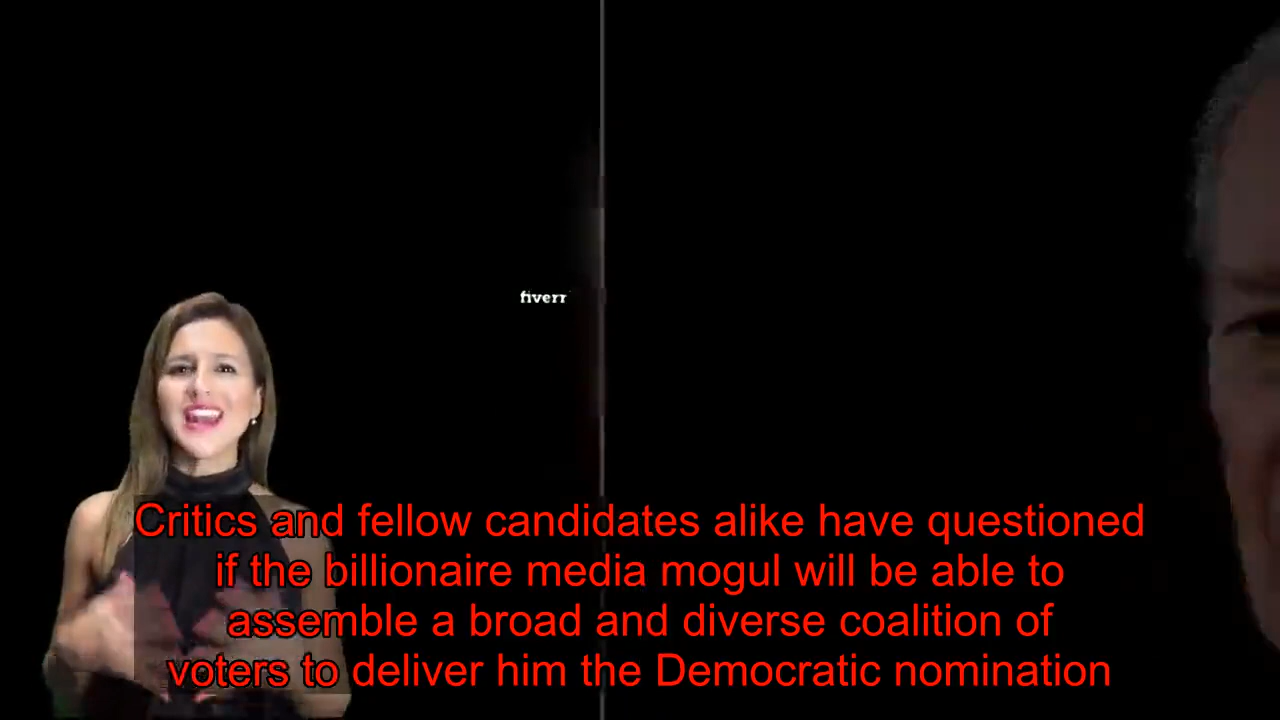 fiverr
Critics and fellow candidates alike have questioned
if the billionaire media mogul will be able to
assemble a broad and diverse coalition of
voters to deliver him the Democratic nomination